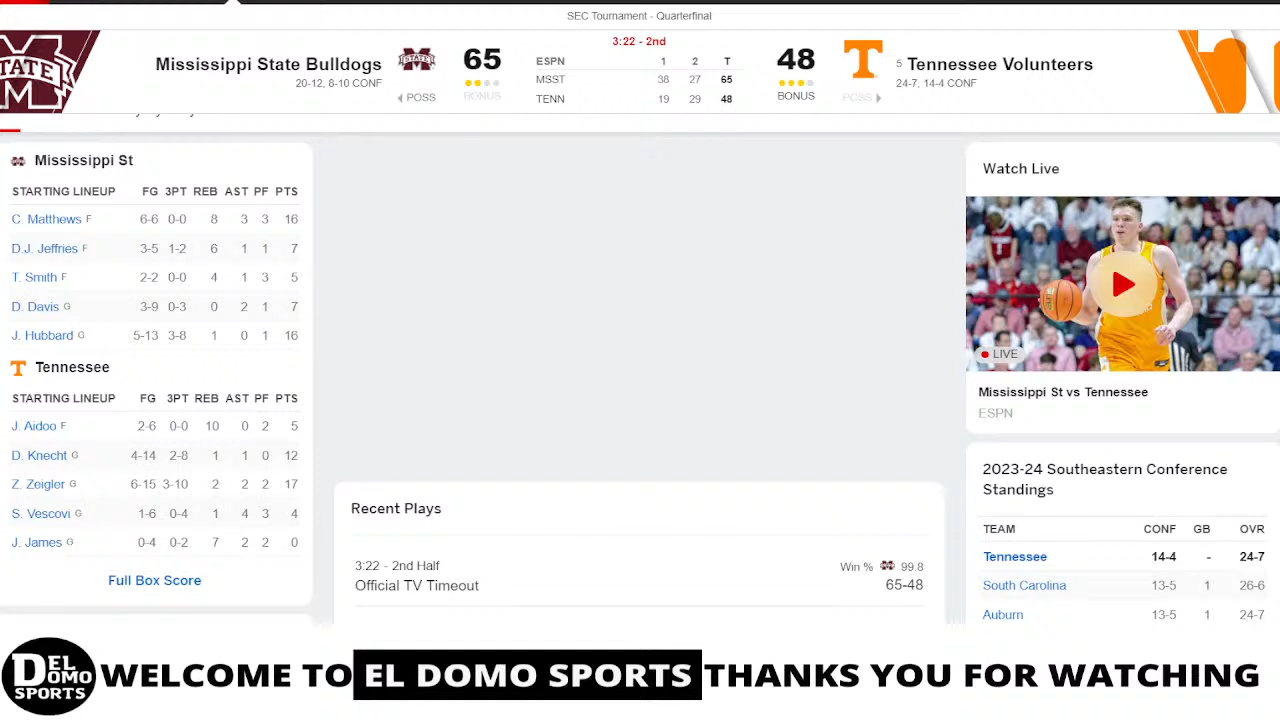 SEC Tournament - Quarterfinal
Mississippi State Bulldogs
20-12, 8-10 CONF
STATE
POSS
65
BONUS
3:22 - 2nd
ESPN 1 2 T
MSST 38 27 65
TENN 19 29 48
48
BONUS
POSS
5 Tennessee Volunteers
24-7, 14-4 CONF
Mississippi St
STARTING LINEUP FG 3PT REB AST PF PTS
C. Matthews F 6-6 0-0 8 3 3 16
D.J. Jeffries F 3-5 1-2 6 1 1 7
T. Smith F 2-2 0-0 4 1 3 5
D. Davis G 3-9 0-3 0 2 1 7
J. Hubbard G 5-13 3-8 1 0 1 16
Tennessee
STARTING LINEUP FG 3PT REB AST PF PTS
J. Aidoo F 2-6 0-0 10 0 2 5
D. Knecht G 4-14 2-8 1 1 0 12
Z. Zeigler G 6-15 3-10 2 2 2 17
S. Vescovi G 1-6 0-4 1 4 3 4
J. James G 0-4 0-2 7 2 2 0
Full Box Score
Recent Plays
3:22 - 2nd Half
Official TV Timeout
Win % 99.8
65-48
Watch Live
LIVE
Mississippi St vs Tennessee
ESPN
2023-24 Southeastern Conference
Standings
TEAM CONF GB OVR
Tennessee 14-4 - 24-7
South Carolina 13-5 1 26-6
Auburn 13-5 1 24-7
DEL DOMO SPORTS
WELCOME TO EL DOMO SPORTS THANKS YOU FOR WATCHING